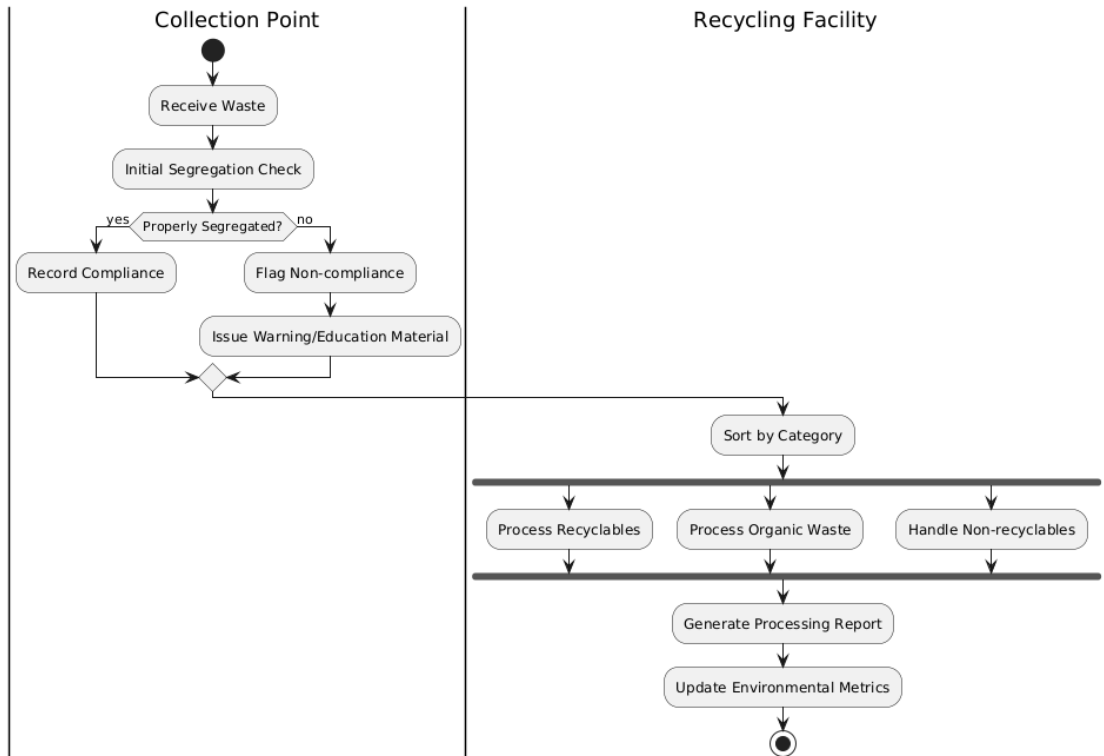 Collection Point
Recycling Facility
Receive Waste
Initial Segregation Check
yes
Properly Segregated?
no
Record Compliance
Flag Non-compliance
Issue Warning/Education Material
Sort by Category
Process Recyclables
Process Organic Waste
Handle Non-recyclables
Generate Processing Report
Update Environmental Metrics